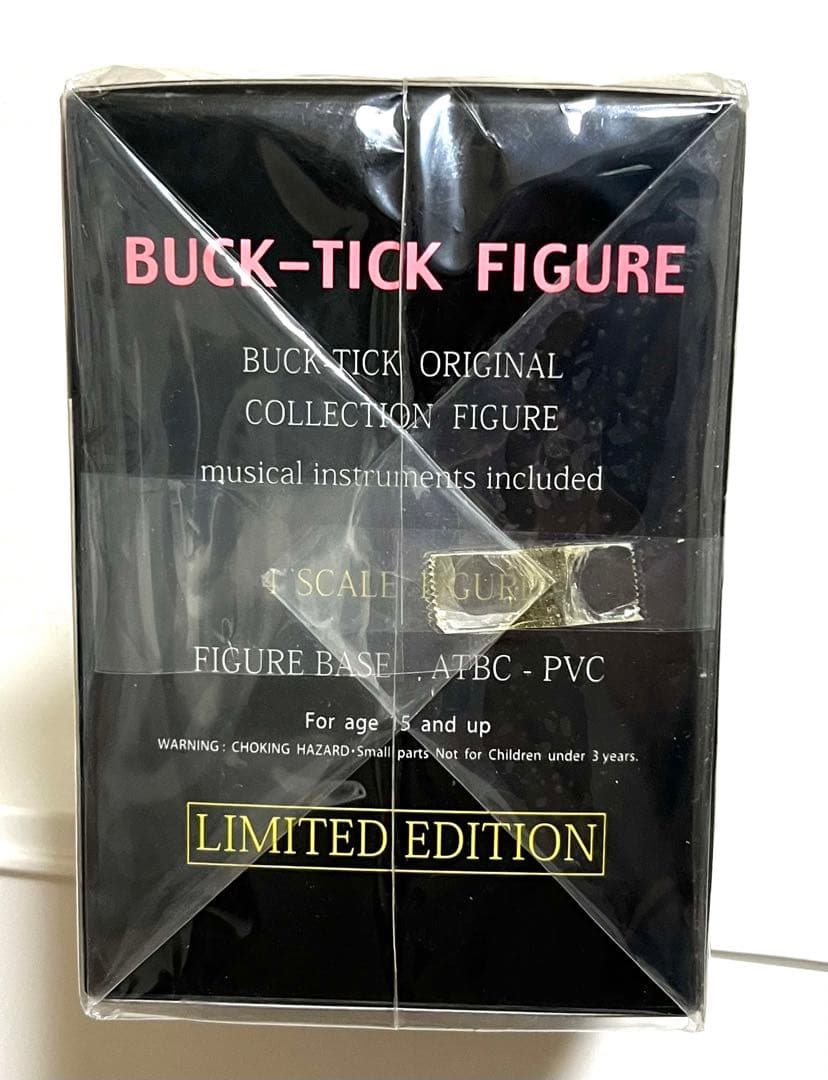 BUCK-TICK FIGURE
BUCK-TICK ORIGINAL
COLLECTION FIGURE
musical instruments included
SCALE FIGURE
FIGURE BASE . ATBC - PVC
For age 15 and up
WARNING: CHOKING HAZARD・Small parts Not for Children under 3 years.
LIMITED EDITION